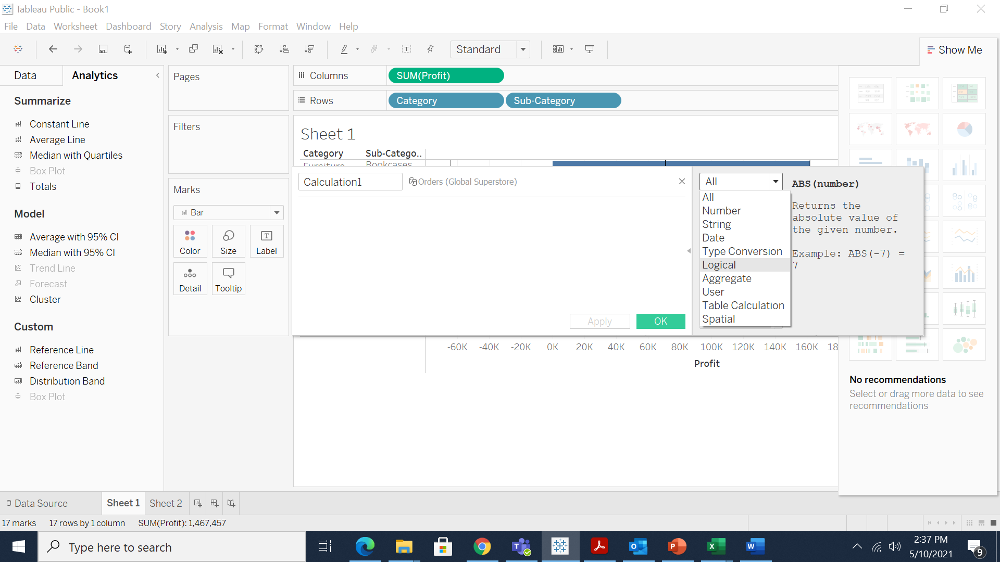 Tableau Public - Book1
File Data Worksheet Dashboard Story Analysis Map Format Window Help
Standard
Show Me
Data Analytics
Summarize
Constant Line
Average Line
Median with Quartiles
Box Plot
Totals
Model
Average with 95% CI
Median with 95% CI
Trend Line
Forecast
Cluster
Custom
Reference Line
Reference Band
Distribution Band
Box Plot
Pages
Filters
Marks
Bar
Color Size Label
Detail Tooltip
Columns SUM(Profit)
Rows Category Sub-Category
Sheet 1
Category Sub-Catego..
Furniture Bookcases
Calculation1 Orders (Global Superstore)
Apply OK
All
All
Number
String
Date
Type Conversion
Logical
Aggregate
User
Table Calculation
Spatial
ABS(number)
Returns the
absolute value of
the given number.
Example: ABS(-7) =
7
-60K -40K -20K 0K 20K 40K 60K 80K 100K 120K 140K 160K 18
Profit
No recommendations
Select or drag more data to see
recommendations
Data Source Sheet 1 Sheet 2
17 marks 17 rows by 1 column SUM(Profit): 1,467,457
Type here to search
2:37 PM
5/10/2021
9